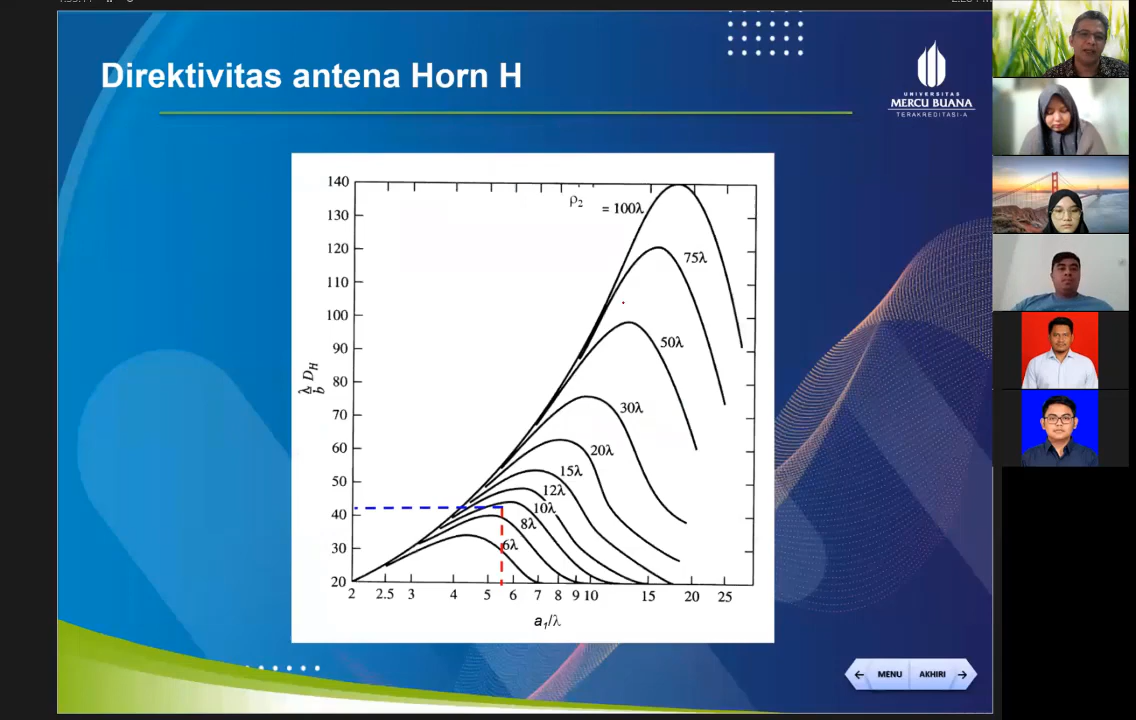 Direktivitas antena Horn H
UNIVERSITAS
MERCU BUANA
TERAKREDITASI-A
140
130
120
110
100
90
80
70
60
50
40
30
20
λ/b D_H
ρ₂ = 100λ
75λ
50λ
30λ
20λ
15λ
12λ
10λ
8λ
6λ
2 2.5 3 4 5 6 7 8 9 10 15 20 25
a₁/λ
MENU AKHIRI